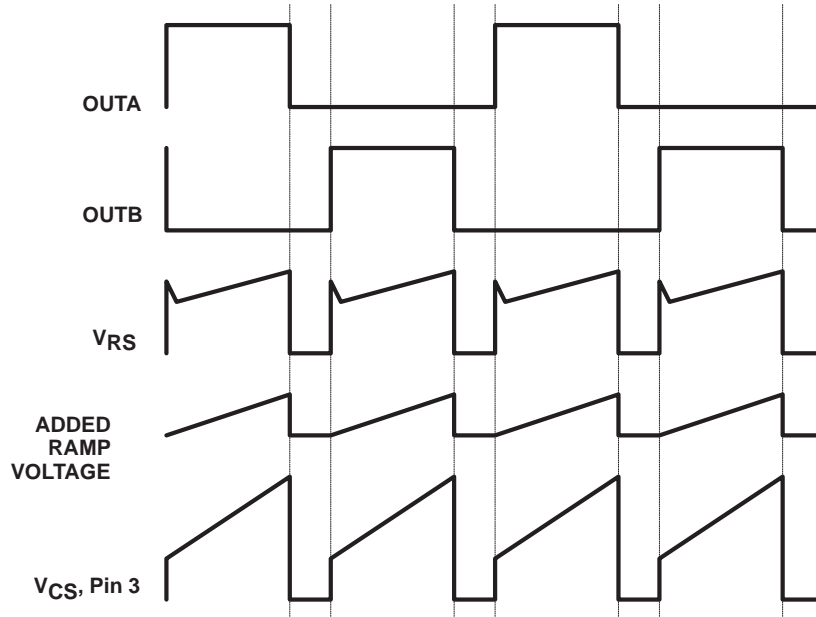 OUTA
OUTB
VRS
ADDED
RAMP
VOLTAGE
VCS, Pin 3